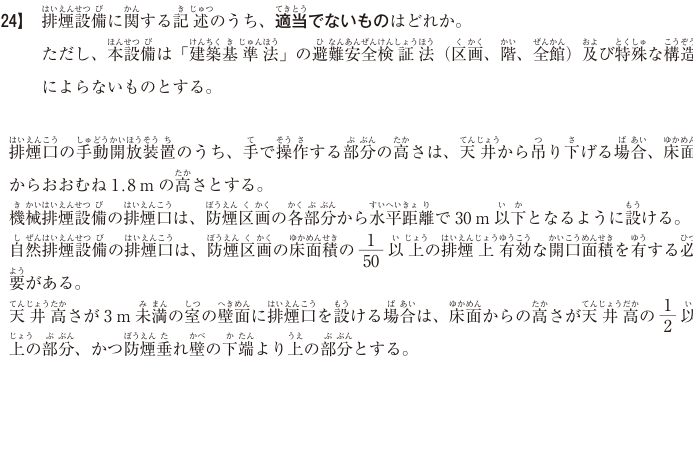 24】 排煙設備に関する記述のうち、適当でないものはどれか。
ただし、本設備は「建築基準法」の避難安全検証法（区画、階、全館）及び特殊な構造
によらないものとする。
排煙口の手動開放装置のうち、手で操作する部分の高さは、天井から吊り下げる場合、床面
からおおむね 1.8 m の高さとする。
機械排煙設備の排煙口は、防煙区画の各部分から水平距離で 30 m 以下となるように設ける。
自然排煙設備の排煙口は、防煙区画の床面積の 1/50 以上の排煙上有効な開口面積を有する必
要がある。
天井高さが 3 m 未満の室の壁面に排煙口を設ける場合は、床面からの高さが天井高の 1/2 以
上の部分、かつ防煙垂れ壁の下端より上の部分とする。